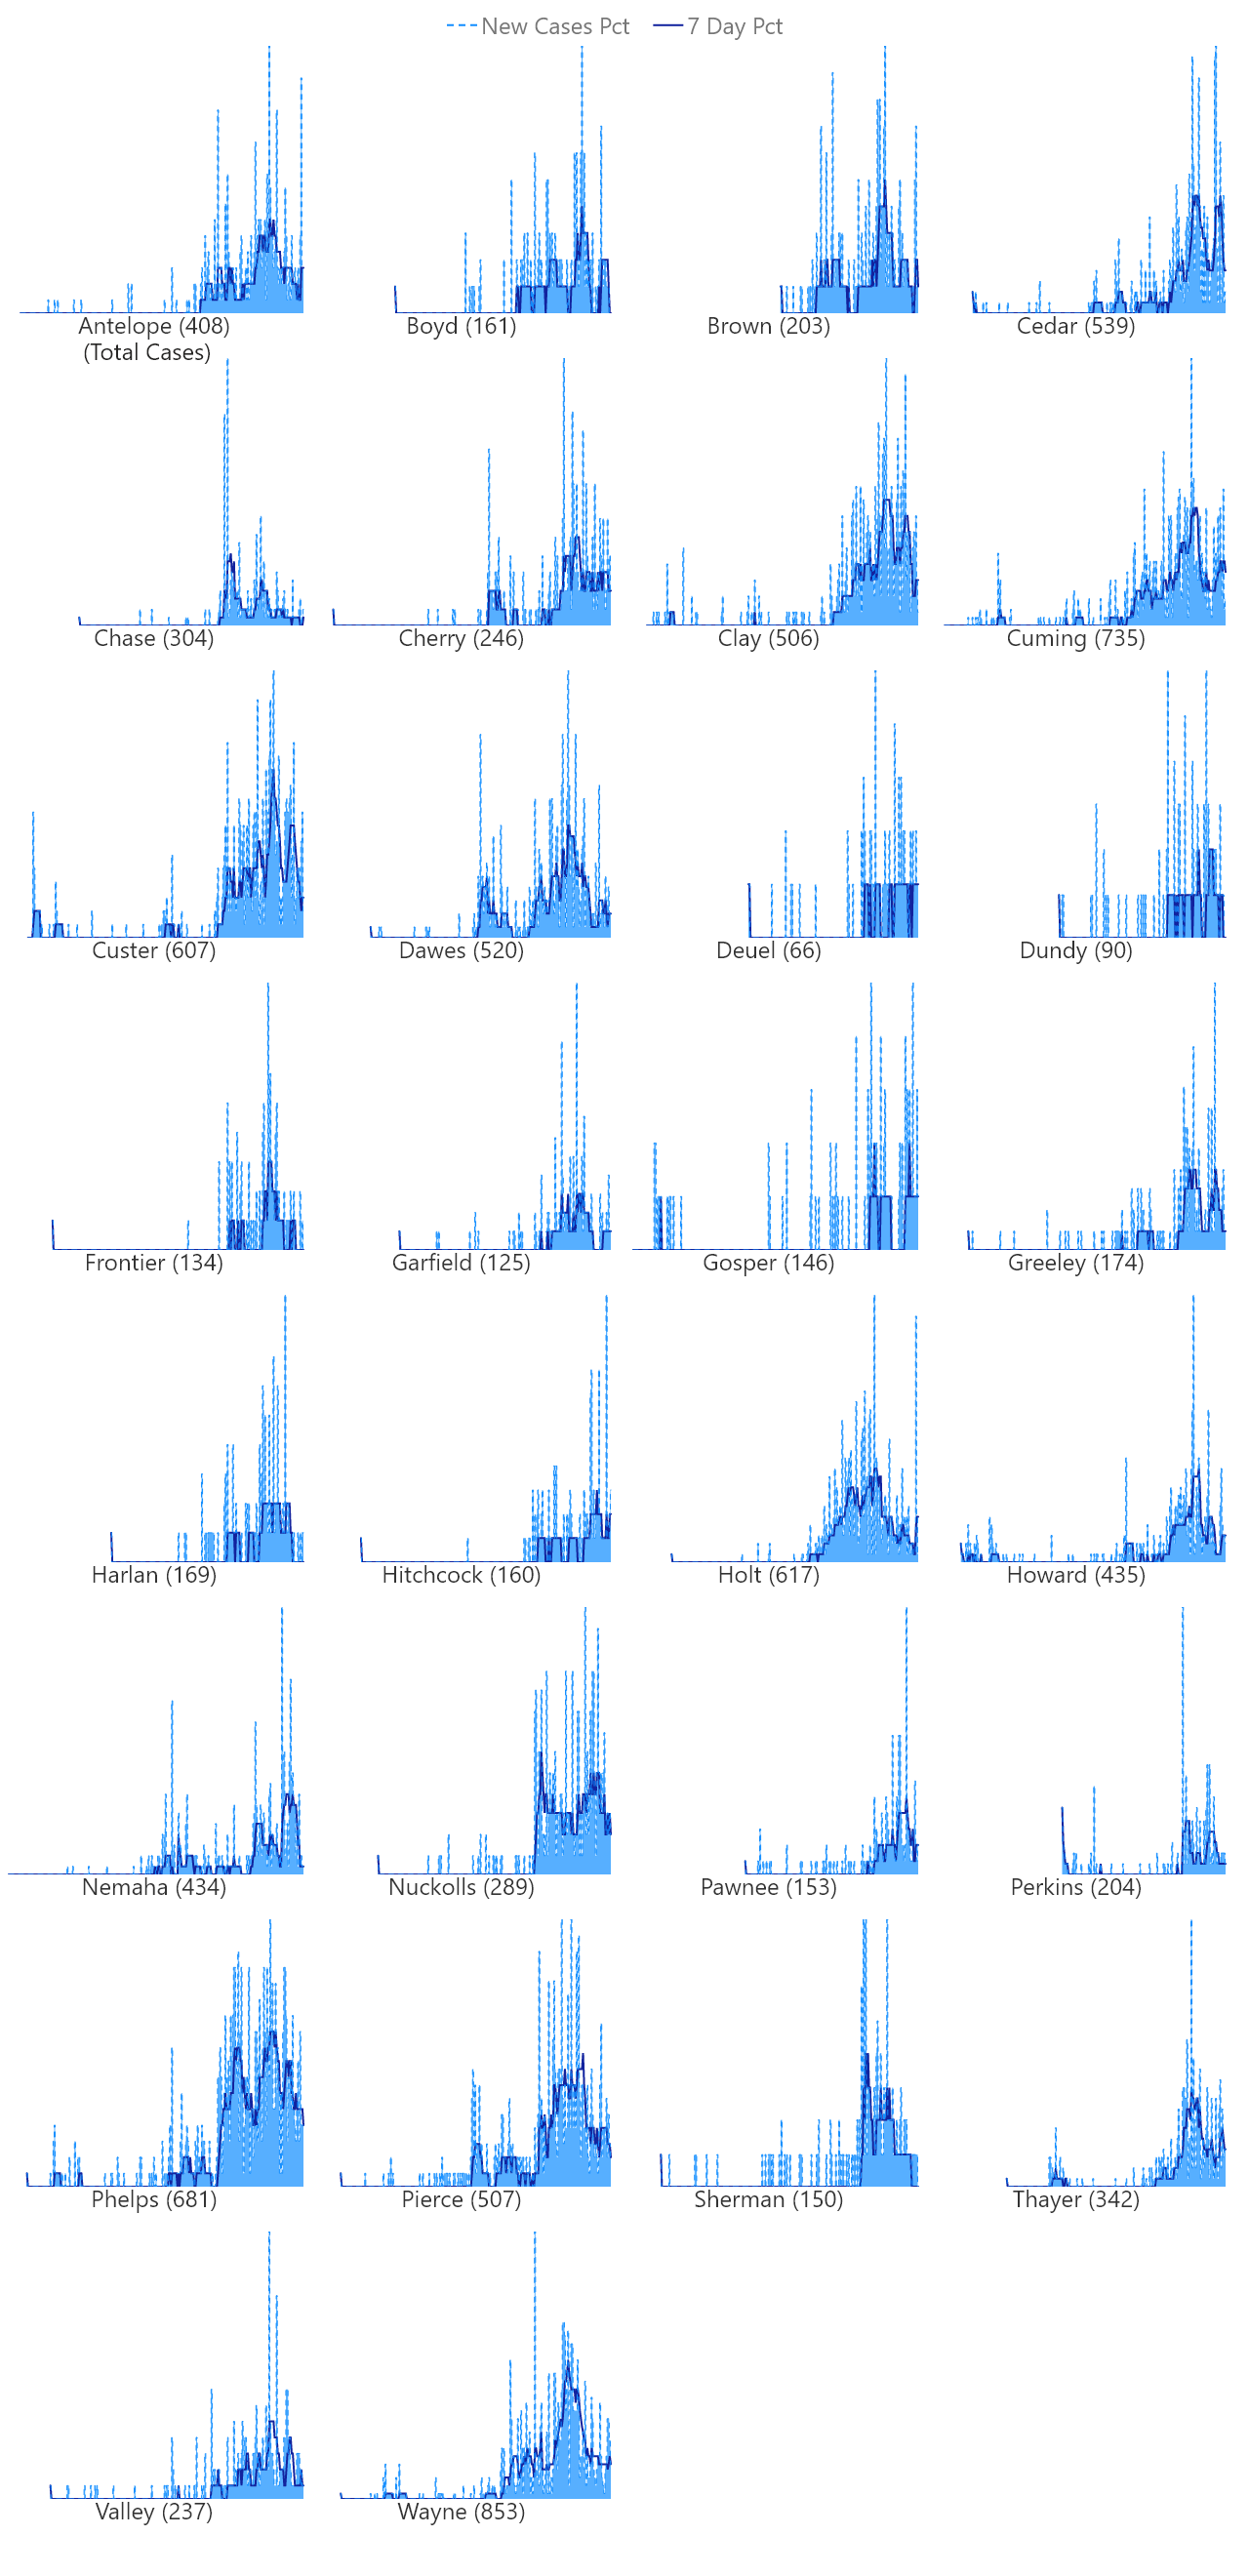 New Cases Pct 7 Day Pct
Antelope (408) Boyd (161) Brown (203) Cedar (539)
(Total Cases)
Chase (304) Cherry (246) Clay (506) Cuming (735)
Custer (607) Dawes (520) Deuel (66) Dundy (90)
Frontier (134) Garfield (125) Gosper (146) Greeley (174)
Harlan (169) Hitchcock (160) Holt (617) Howard (435)
Nemaha (434) Nuckolls (289) Pawnee (153) Perkins (204)
Phelps (681) Pierce (507) Sherman (150) Thayer (342)
Valley (237) Wayne (853)